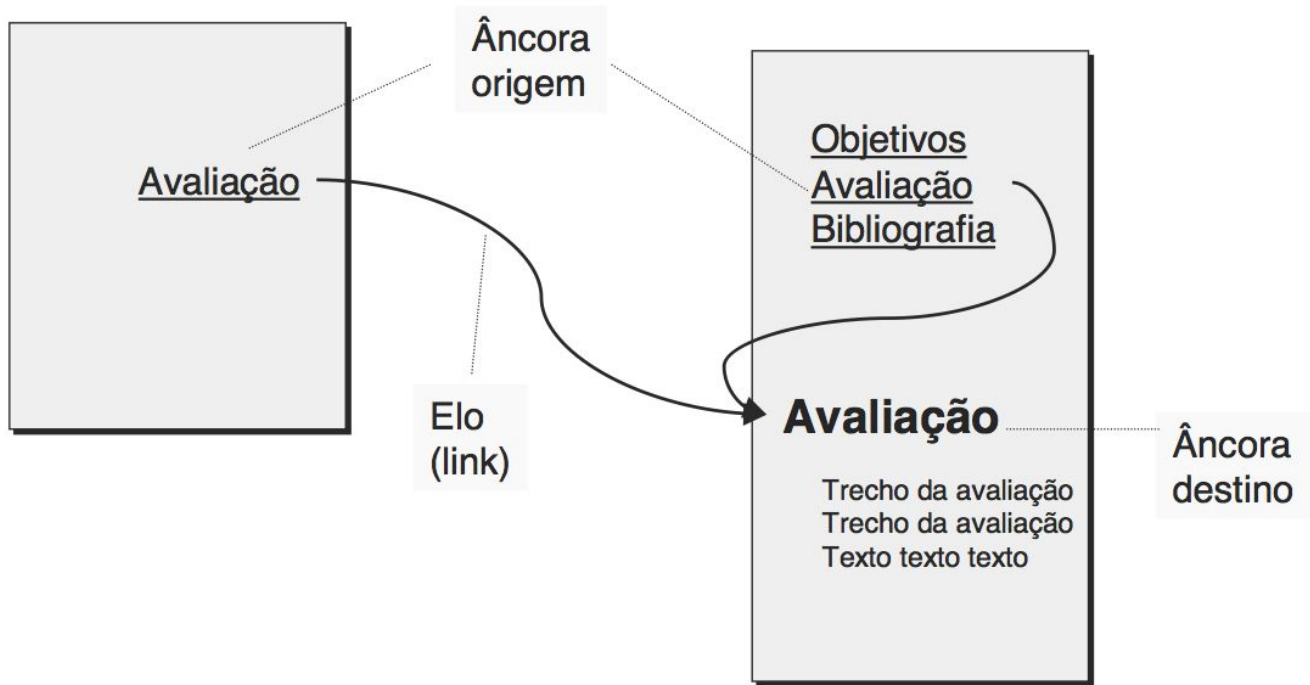 Âncora
origem
Avaliação
Objetivos
Avaliação
Bibliografia
Elo
(link)
Avaliação
Âncora
destino
Trecho da avaliação
Trecho da avaliação
Texto texto texto